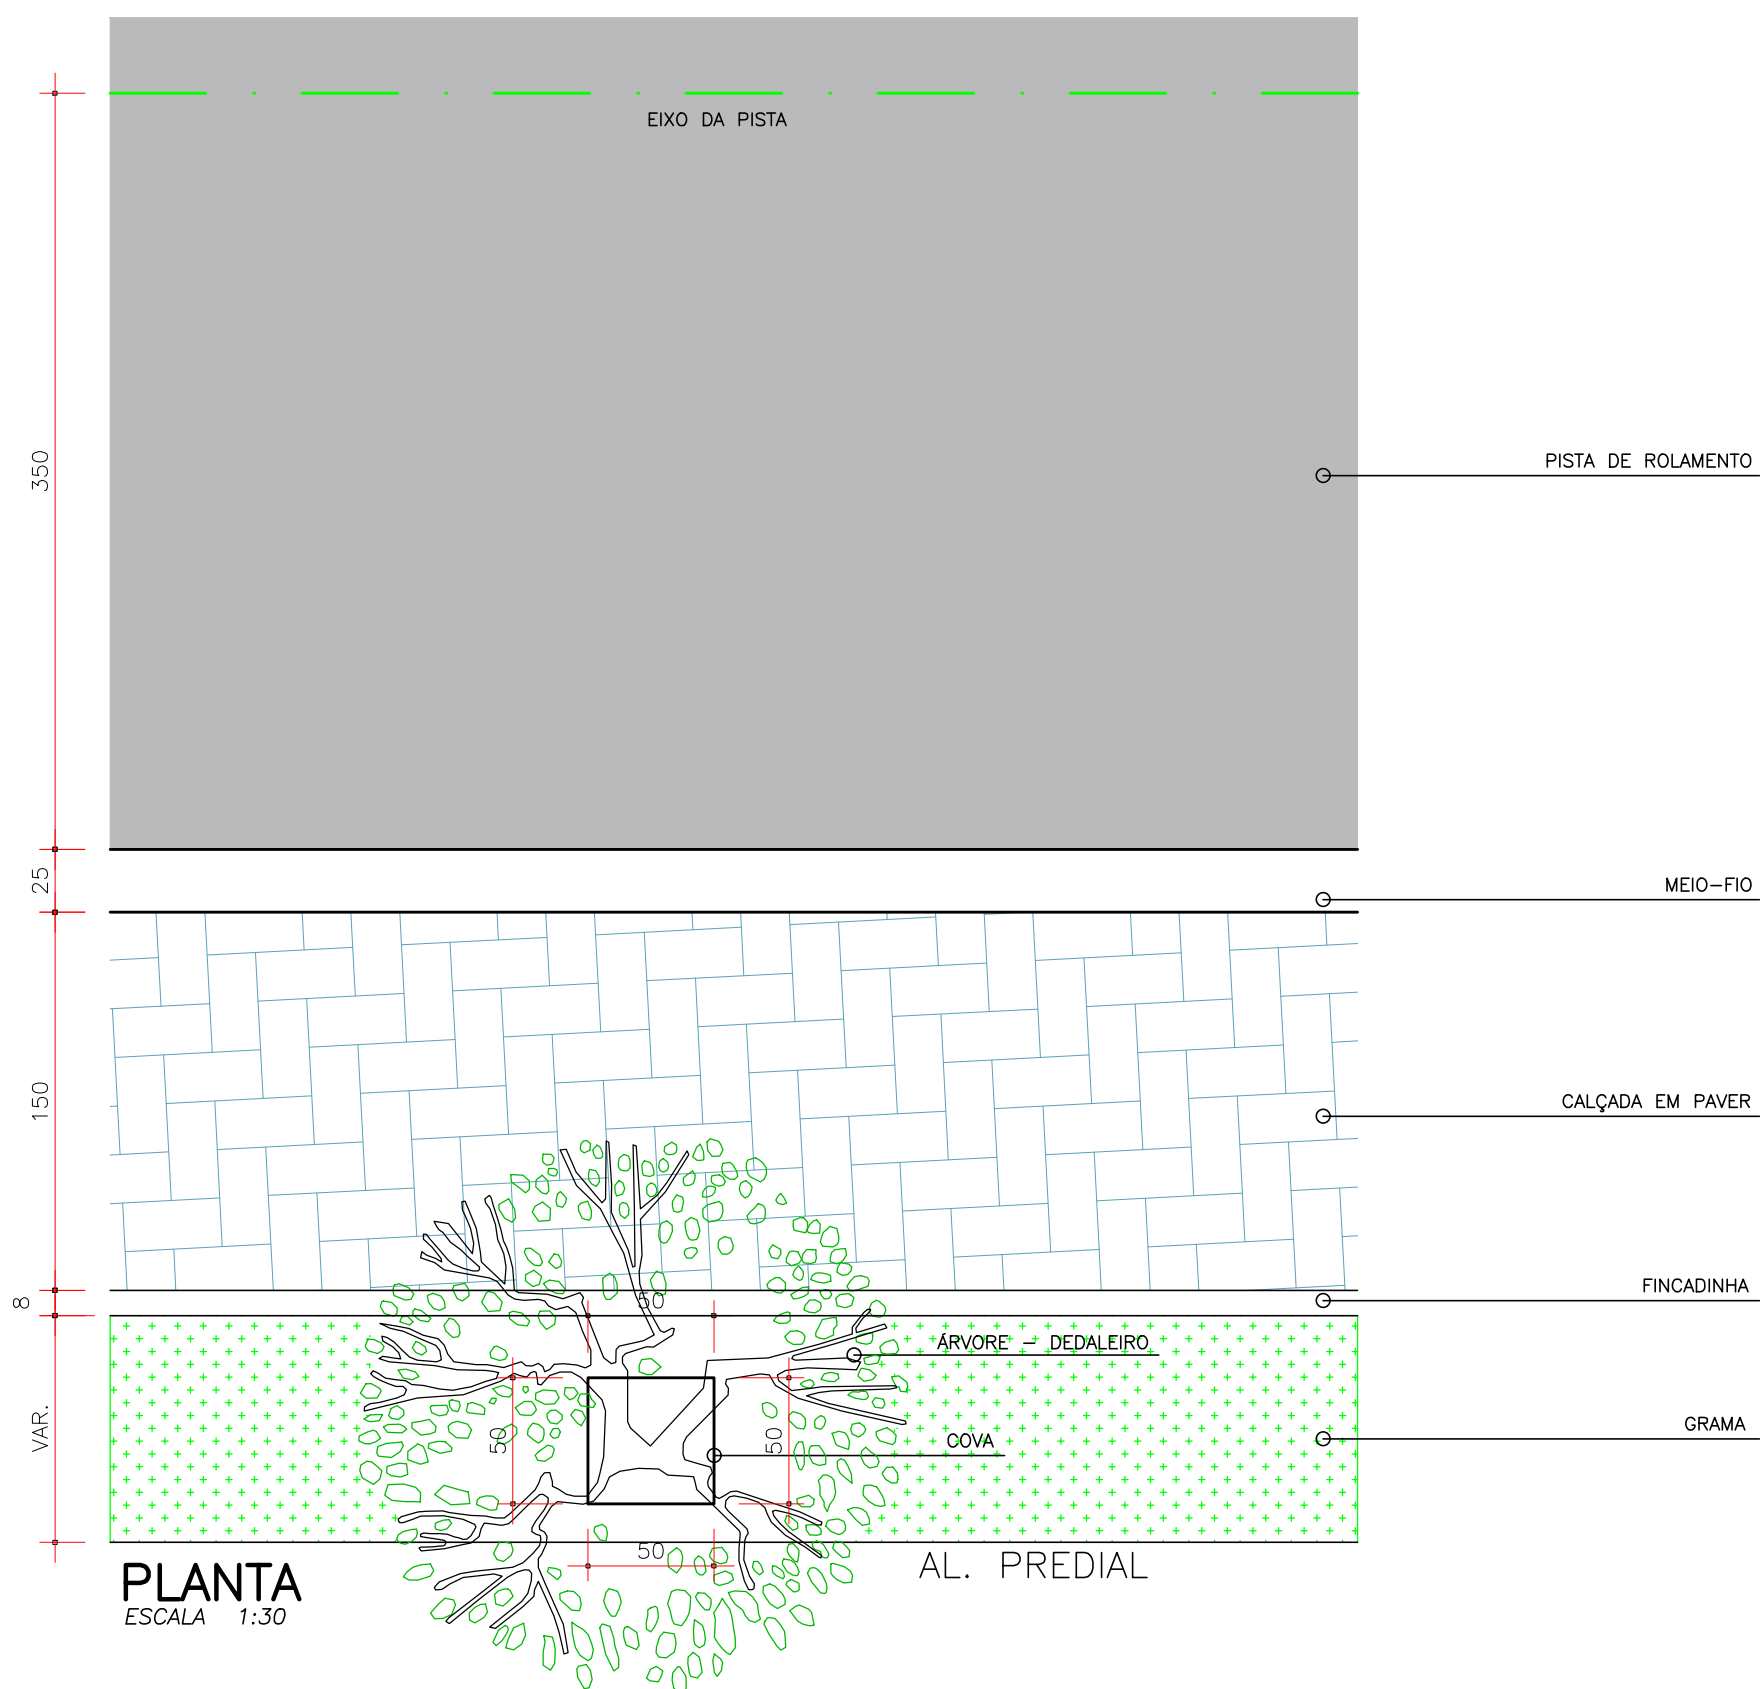 EIXO DA PISTA
350
PISTA DE ROLAMENTO
25
MEIO-FIO
150
CALÇADA EM PAVER
8
FINCADINHA
50
ÁRVORE - DEDALEIRO
VAR.
GRAMA
50
50
COVA
50
AL. PREDIAL
PLANTA
ESCALA 1:30